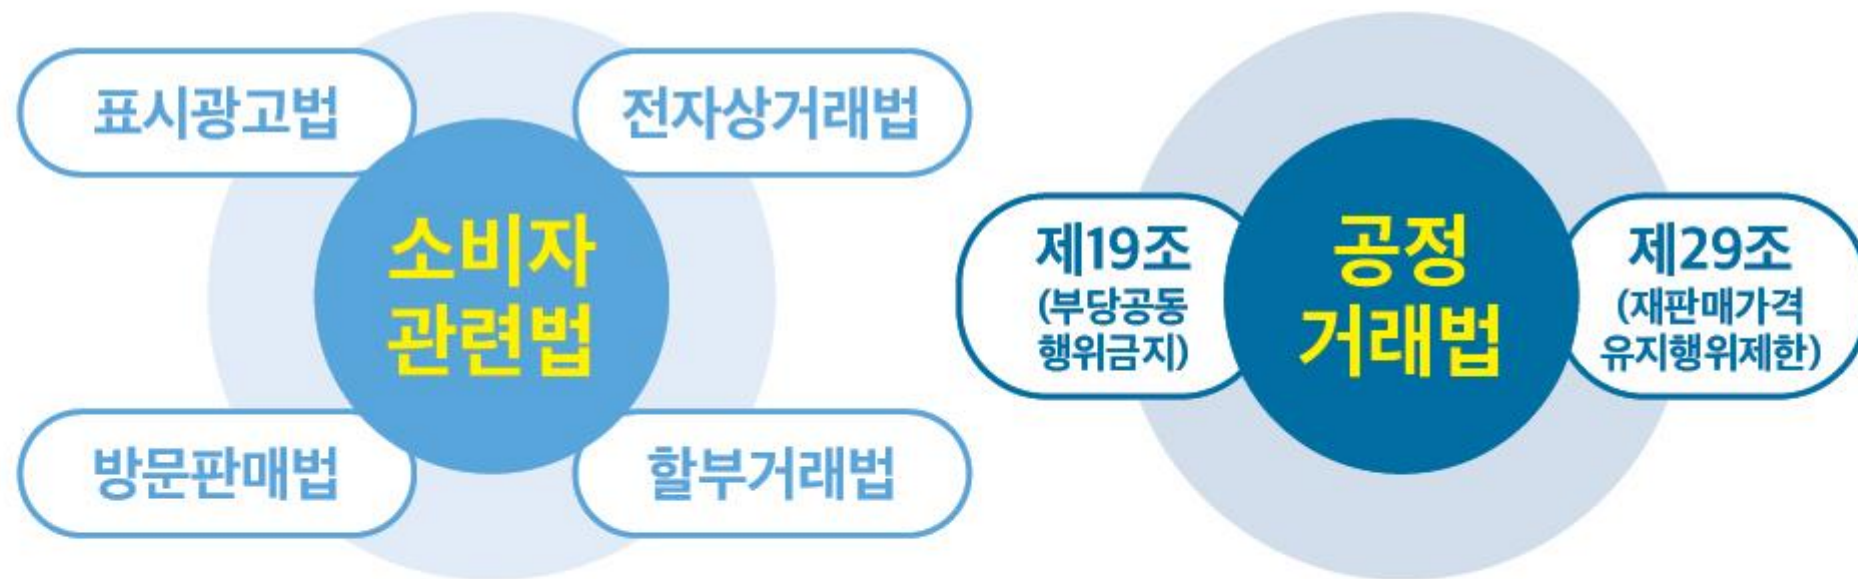 표시광고법
전자상거래법
소비자
관련법
방문판매법
할부거래법
제19조
(부당공동
행위금지)
공정
거래법
제29조
(재판매가격
유지행위제한)